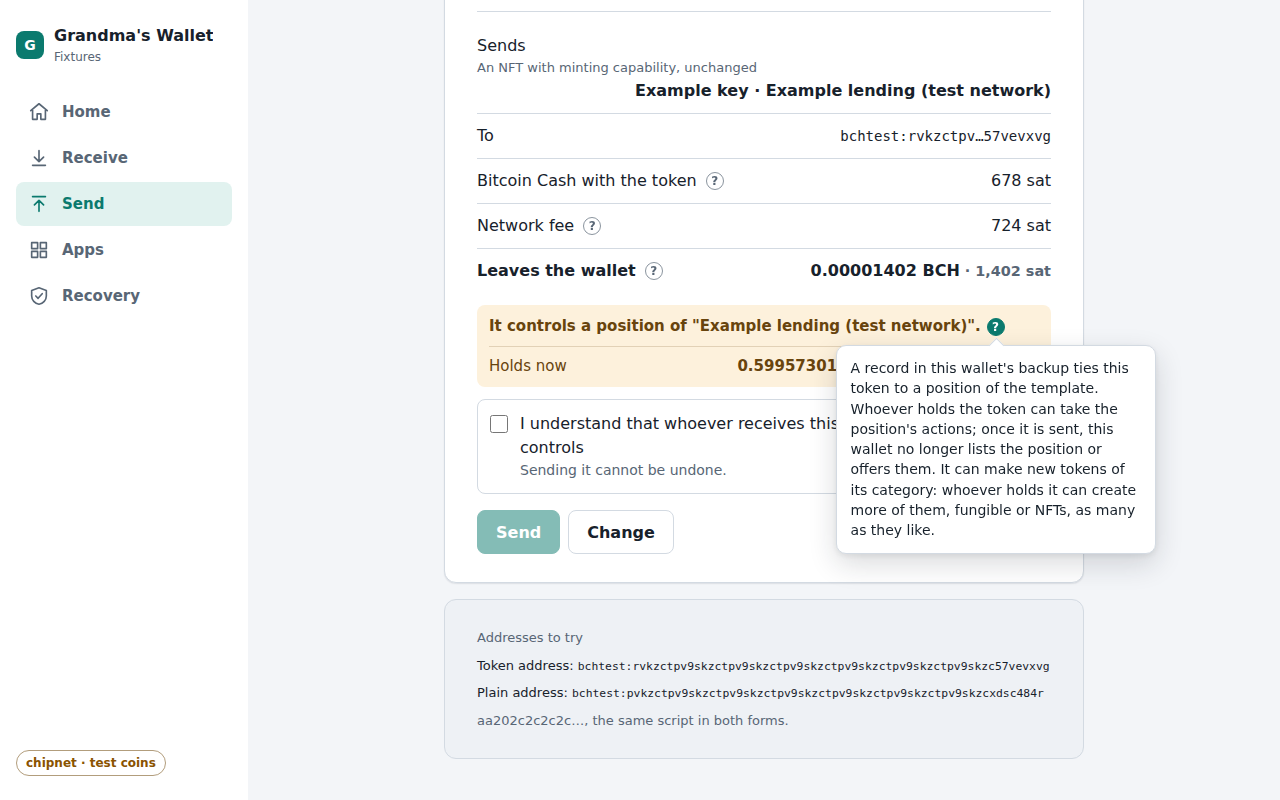 G
Grandma's Wallet
Fixtures
Home
Receive
Send
Apps
Recovery
chipnet · test coins
Sends
An NFT with minting capability, unchanged
Example key · Example lending (test network)
To bchtest:rvkzctpv…57vevxvg
Bitcoin Cash with the token ? 678 sat
Network fee ? 724 sat
Leaves the wallet ? 0.00001402 BCH · 1,402 sat
It controls a position of "Example lending (test network)". ?
Holds now 0.59957301
A record in this wallet's backup ties this
token to a position of the template.
Whoever holds the token can take the
position's actions; once it is sent, this
wallet no longer lists the position or
offers them. It can make new tokens of
its category: whoever holds it can create
more of them, fungible or NFTs, as many
as they like.
I understand that whoever receives this
controls
Sending it cannot be undone.
Send Change
Addresses to try
Token address: bchtest:rvkzctpv9skzctpv9skzctpv9skzctpv9skzctpv9skzctpv9skzc57vevxvg
Plain address: bchtest:pvkzctpv9skzctpv9skzctpv9skzctpv9skzctpv9skzctpv9skzcxdsc484r
aa202c2c2c2c…, the same script in both forms.